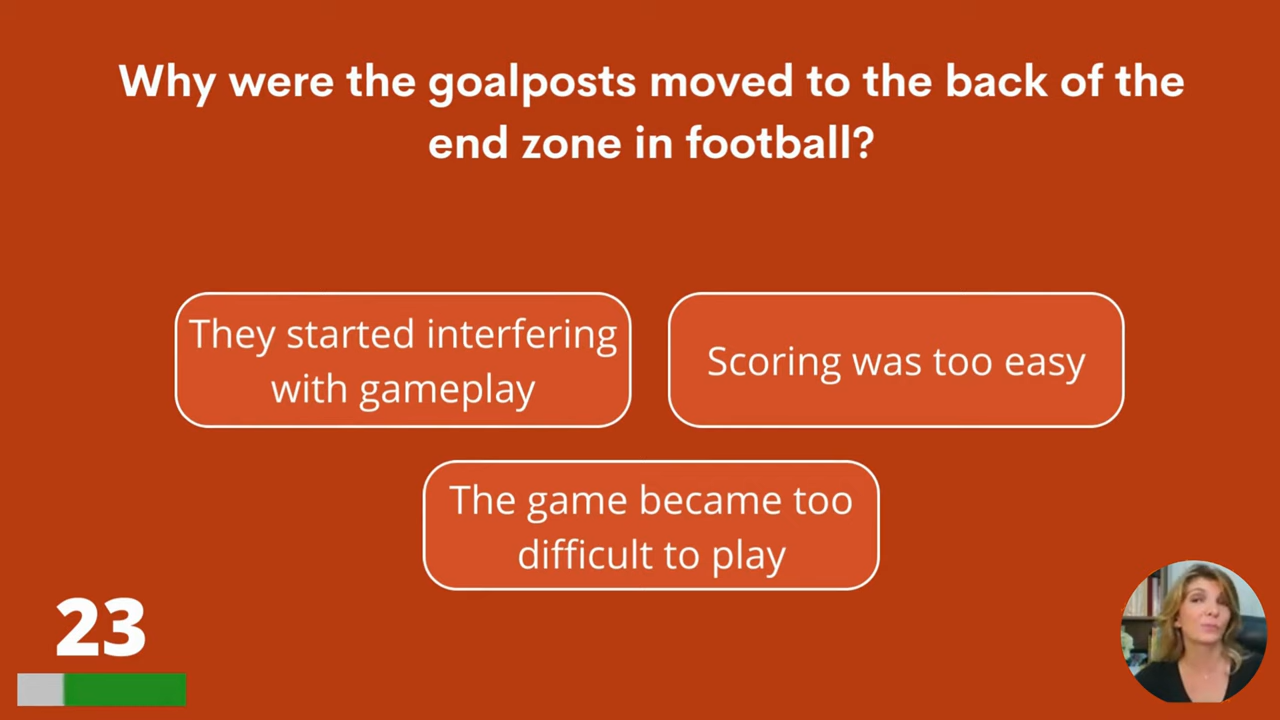 Why were the goalposts moved to the back of the
end zone in football?
They started interfering
with gameplay
Scoring was too easy
The game became too
difficult to play
23